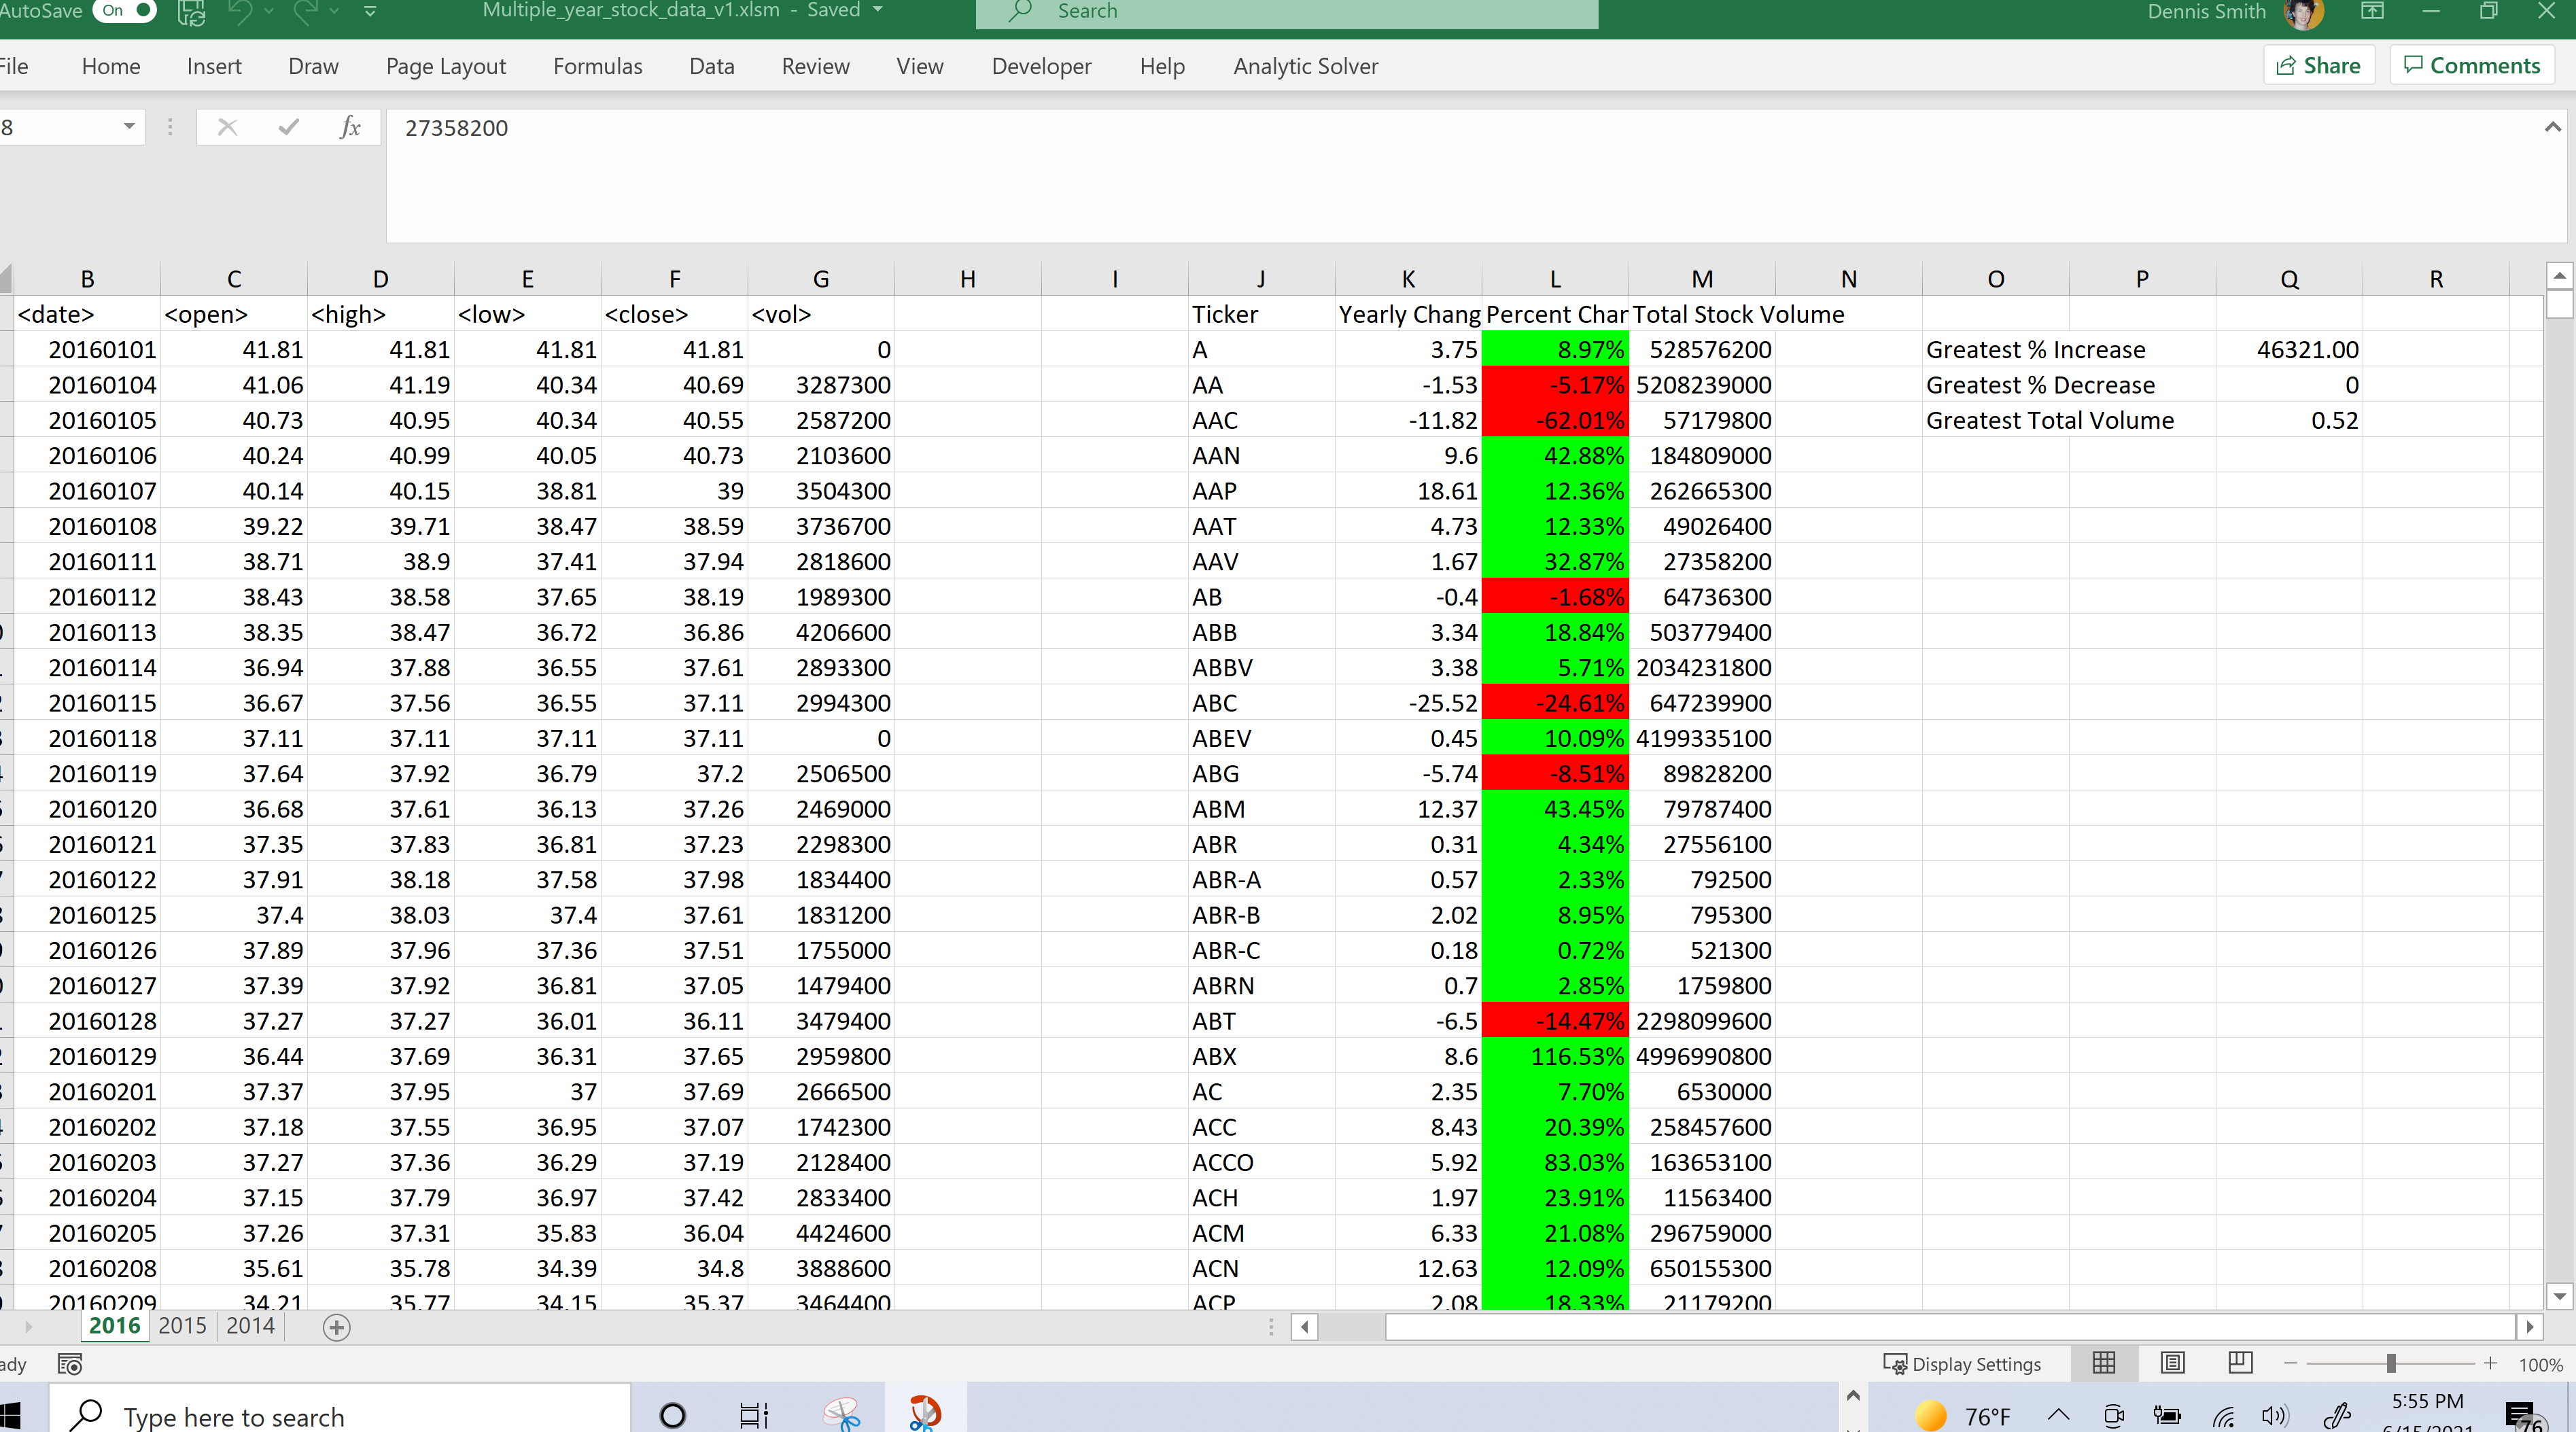 AutoSave On Multiple_year_stock_data_v1.xlsm - Saved Search Dennis Smith
File Home Insert Draw Page Layout Formulas Data Review View Developer Help Analytic Solver Share Comments
8 fx 27358200
B C D E F G H I J K L M N O P Q R
<date> <open> <high> <low> <close> <vol> Ticker Yearly Chang Percent Char Total Stock Volume
20160101 41.81 41.81 41.81 41.81 0 A 3.75 8.97% 528576200 Greatest % Increase 46321.00
20160104 41.06 41.19 40.34 40.69 3287300 AA -1.53 -5.17% 5208239000 Greatest % Decrease 0
20160105 40.73 40.95 40.34 40.55 2587200 AAC -11.82 -62.01% 57179800 Greatest Total Volume 0.52
20160106 40.24 40.99 40.05 40.73 2103600 AAN 9.6 42.88% 184809000
20160107 40.14 40.15 38.81 39 3504300 AAP 18.61 12.36% 262665300
20160108 39.22 39.71 38.47 38.59 3736700 AAT 4.73 12.33% 49026400
20160111 38.71 38.9 37.41 37.94 2818600 AAV 1.67 32.87% 27358200
20160112 38.43 38.58 37.65 38.19 1989300 AB -0.4 -1.68% 64736300
20160113 38.35 38.47 36.72 36.86 4206600 ABB 3.34 18.84% 503779400
20160114 36.94 37.88 36.55 37.61 2893300 ABBV 3.38 5.71% 2034231800
20160115 36.67 37.56 36.55 37.11 2994300 ABC -25.52 -24.61% 647239900
20160118 37.11 37.11 37.11 37.11 0 ABEV 0.45 10.09% 4199335100
20160119 37.64 37.92 36.79 37.2 2506500 ABG -5.74 -8.51% 89828200
20160120 36.68 37.61 36.13 37.26 2469000 ABM 12.37 43.45% 79787400
20160121 37.35 37.83 36.81 37.23 2298300 ABR 0.31 4.34% 27556100
20160122 37.91 38.18 37.58 37.98 1834400 ABR-A 0.57 2.33% 792500
20160125 37.4 38.03 37.4 37.61 1831200 ABR-B 2.02 8.95% 795300
20160126 37.89 37.96 37.36 37.51 1755000 ABR-C 0.18 0.72% 521300
20160127 37.39 37.92 36.81 37.05 1479400 ABRN 0.7 2.85% 1759800
20160128 37.27 37.27 36.01 36.11 3479400 ABT -6.5 -14.47% 2298099600
20160129 36.44 37.69 36.31 37.65 2959800 ABX 8.6 116.53% 4996990800
20160201 37.37 37.95 37 37.69 2666500 AC 2.35 7.70% 6530000
20160202 37.18 37.55 36.95 37.07 1742300 ACC 8.43 20.39% 258457600
20160203 37.27 37.36 36.29 37.19 2128400 ACCO 5.92 83.03% 163653100
20160204 37.15 37.79 36.97 37.42 2833400 ACH 1.97 23.91% 11563400
20160205 37.26 37.31 35.83 36.04 4424600 ACM 6.33 21.08% 296759000
20160208 35.61 35.78 34.39 34.8 3888600 ACN 12.63 12.09% 650155300
20160209 34.21 35.77 34.15 35.37 3464400 ACP 2.08 18.33% 21179200
2016 2015 2014
ady Display Settings 100%
Type here to search 76°F 5:55 PM
6/15/2021 76